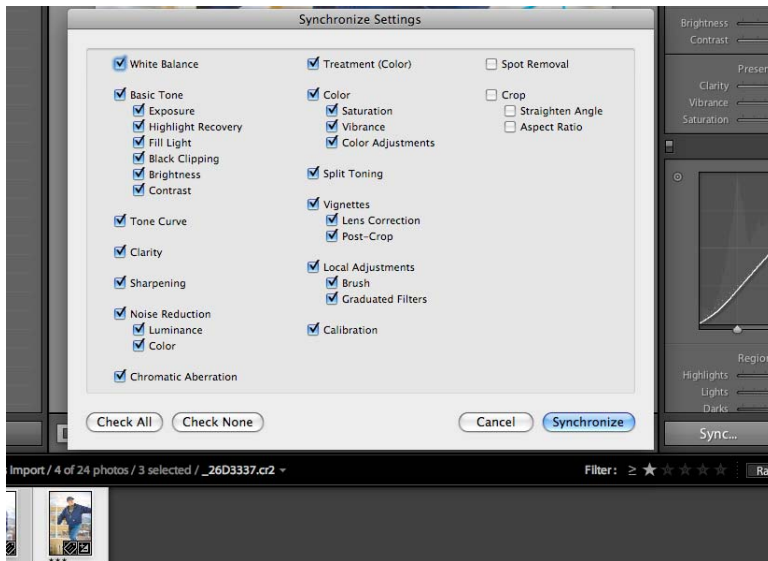 Synchronize Settings
White Balance
Basic Tone
Exposure
Highlight Recovery
Fill Light
Black Clipping
Brightness
Contrast
Tone Curve
Clarity
Sharpening
Noise Reduction
Luminance
Color
Chromatic Aberration
Treatment (Color)
Color
Saturation
Vibrance
Color Adjustments
Split Toning
Vignettes
Lens Correction
Post-Crop
Local Adjustments
Brush
Graduated Filters
Calibration
Spot Removal
Crop
Straighten Angle
Aspect Ratio
Check All
Check None
Cancel
Synchronize
Brightness
Contrast
Presen
Clarity
Vibrance
Saturation
Region
Highlights
Lights
Darks
Sync...
s Import / 4 of 24 photos / 3 selected / _26D3337.cr2
Filter: ≥ ★ ★ ★ ★ ★
Ra